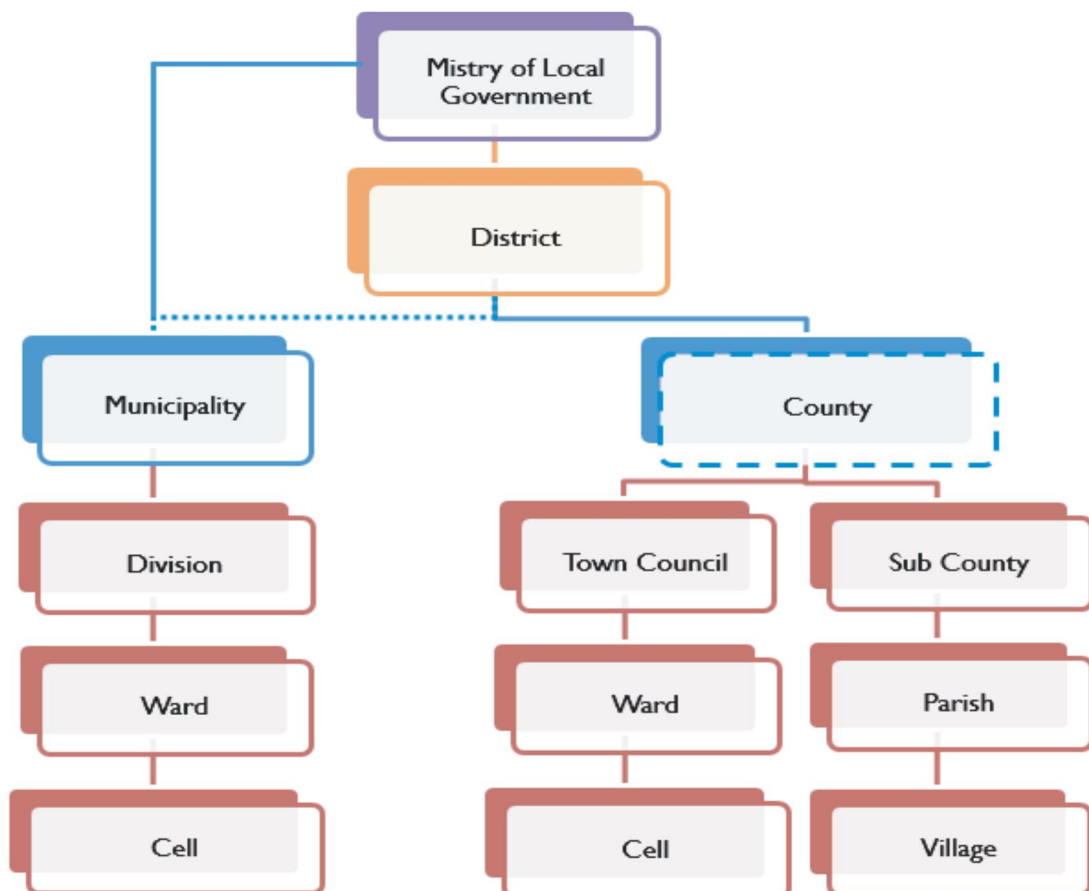 Mistry of Local
Government
District
Municipality
County
Division
Town Council
Sub County
Ward
Ward
Parish
Cell
Cell
Village